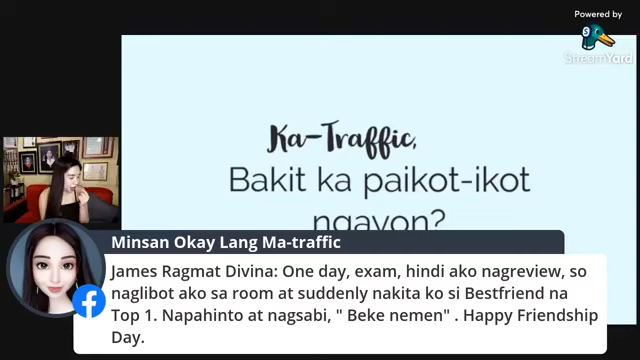 Powered by
StreamYard
Ka-Traffic,
Bakit ka paikot-ikot
ngayon?
Minsan Okay Lang Ma-traffic
James Ragmat Divina: One day, exam, hindi ako nagreview, so
naglibot ako sa room at suddenly nakita ko si Bestfriend na
Top 1. Napahinto at nagsabi, " Beke nemen" . Happy Friendship
Day.